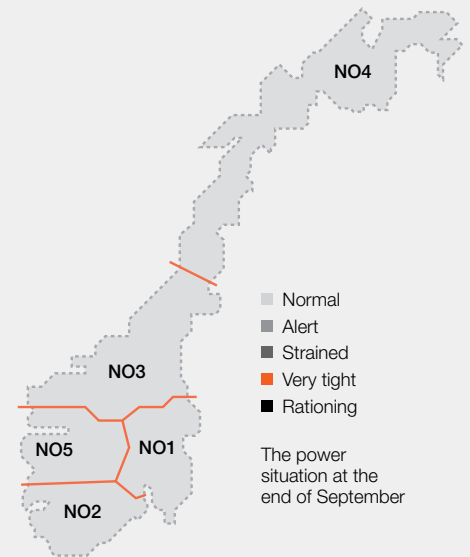 NO4
Normal
Alert
Strained
Very tight
Rationing
NO3
NO5
NO1
NO2
The power
situation at the
end of September